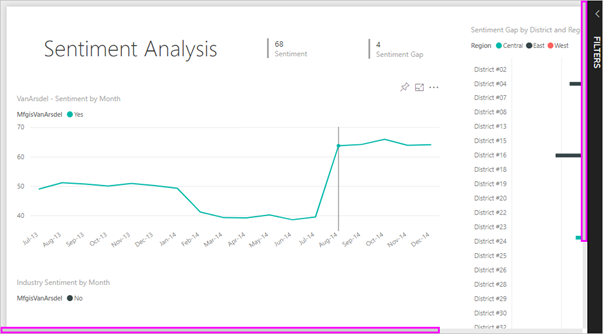 Sentiment Analysis
68
Sentiment
4
Sentiment Gap
VanArsdel - Sentiment by Month
MfgisVanArsdel Yes
70
60
50
40
Jul-13 Aug-13 Sep-13 Oct-13 Nov-13 Dec-13 Jan-14 Feb-14 Mar-14 Apr-14 May-14 Jun-14 Jul-14 Aug-14 Sep-14 Oct-14 Nov-14 Dec-14
Industry Sentiment by Month
MfgisVanArsdel No
Sentiment Gap by District and Regi
Region Central East West
District #02
District #04
District #07
District #08
District #13
District #15
District #16
District #18
District #19
District #20
District #22
District #23
District #24
District #25
District #26
District #28
District #29
District #30
FILTERS